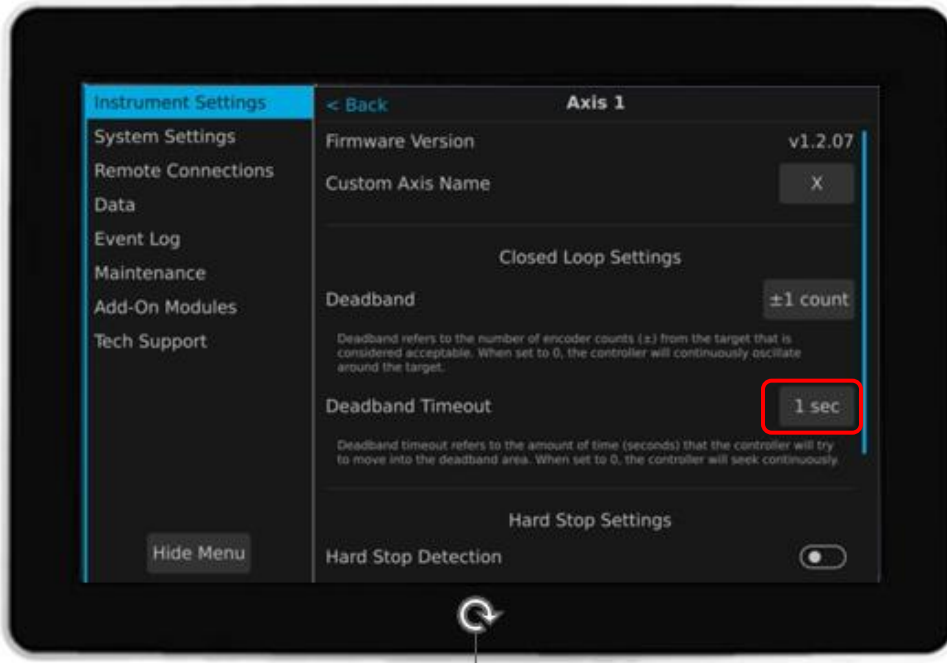 Instrument Settings
System Settings
Remote Connections
Data
Event Log
Maintenance
Add-On Modules
Tech Support
Hide Menu
< Back
Axis 1
Firmware Version v1.2.07
Custom Axis Name X
Closed Loop Settings
Deadband ±1 count
Deadband refers to the number of encoder counts (±) from the target that is
considered acceptable. When set to 0, the controller will continuously oscillate
around the target.
Deadband Timeout 1 sec
Deadband timeout refers to the amount of time (seconds) that the controller will try
to move into the deadband area. When set to 0, the controller will seek continuously.
Hard Stop Settings
Hard Stop Detection